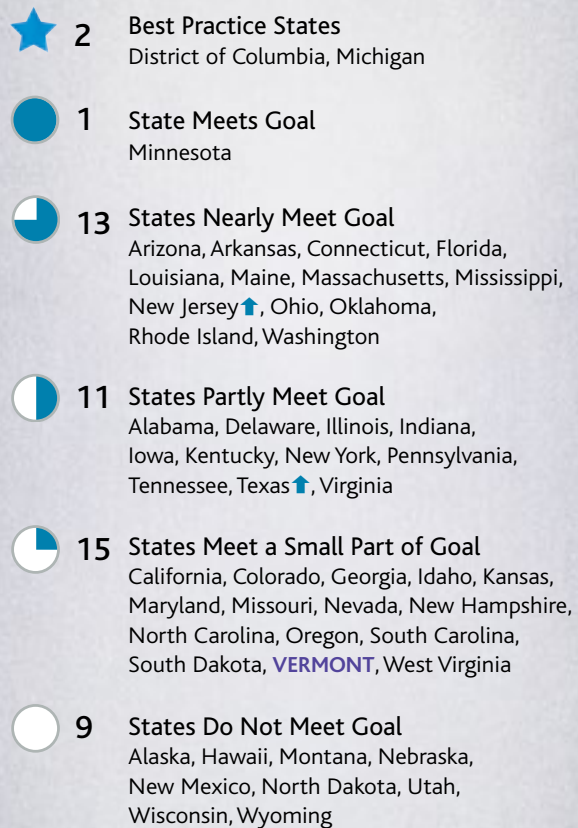 2 Best Practice States
District of Columbia, Michigan
1 State Meets Goal
Minnesota
13 States Nearly Meet Goal
Arizona, Arkansas, Connecticut, Florida,
Louisiana, Maine, Massachusetts, Mississippi,
New Jersey⬆, Ohio, Oklahoma,
Rhode Island, Washington
11 States Partly Meet Goal
Alabama, Delaware, Illinois, Indiana,
Iowa, Kentucky, New York, Pennsylvania,
Tennessee, Texas⬆, Virginia
15 States Meet a Small Part of Goal
California, Colorado, Georgia, Idaho, Kansas,
Maryland, Missouri, Nevada, New Hampshire,
North Carolina, Oregon, South Carolina,
South Dakota, VERMONT, West Virginia
9 States Do Not Meet Goal
Alaska, Hawaii, Montana, Nebraska,
New Mexico, North Dakota, Utah,
Wisconsin, Wyoming